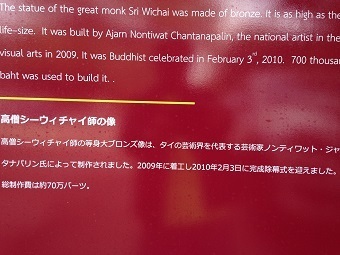 The statue of the great monk Sri Wichai was made of bronze. It is as high as the
life-size. It was built by Ajarn Nontiwat Chantanapalin, the national artist in the
visual arts in 2009. It was Buddhist celebrated in February 3rd, 2010. 700 thousan
baht was used to build it. .
高僧シーウィチャイ師の像
高僧シーウィチャイ師の等身大ブロンズ像は、タイの芸術界を代表する芸術家ノンティワット・ジャ
タナパリン氏によって制作されました。2009年に着工し2010年2月3日に完成除幕式を迎えました。
総制作費は約70万バーツ。